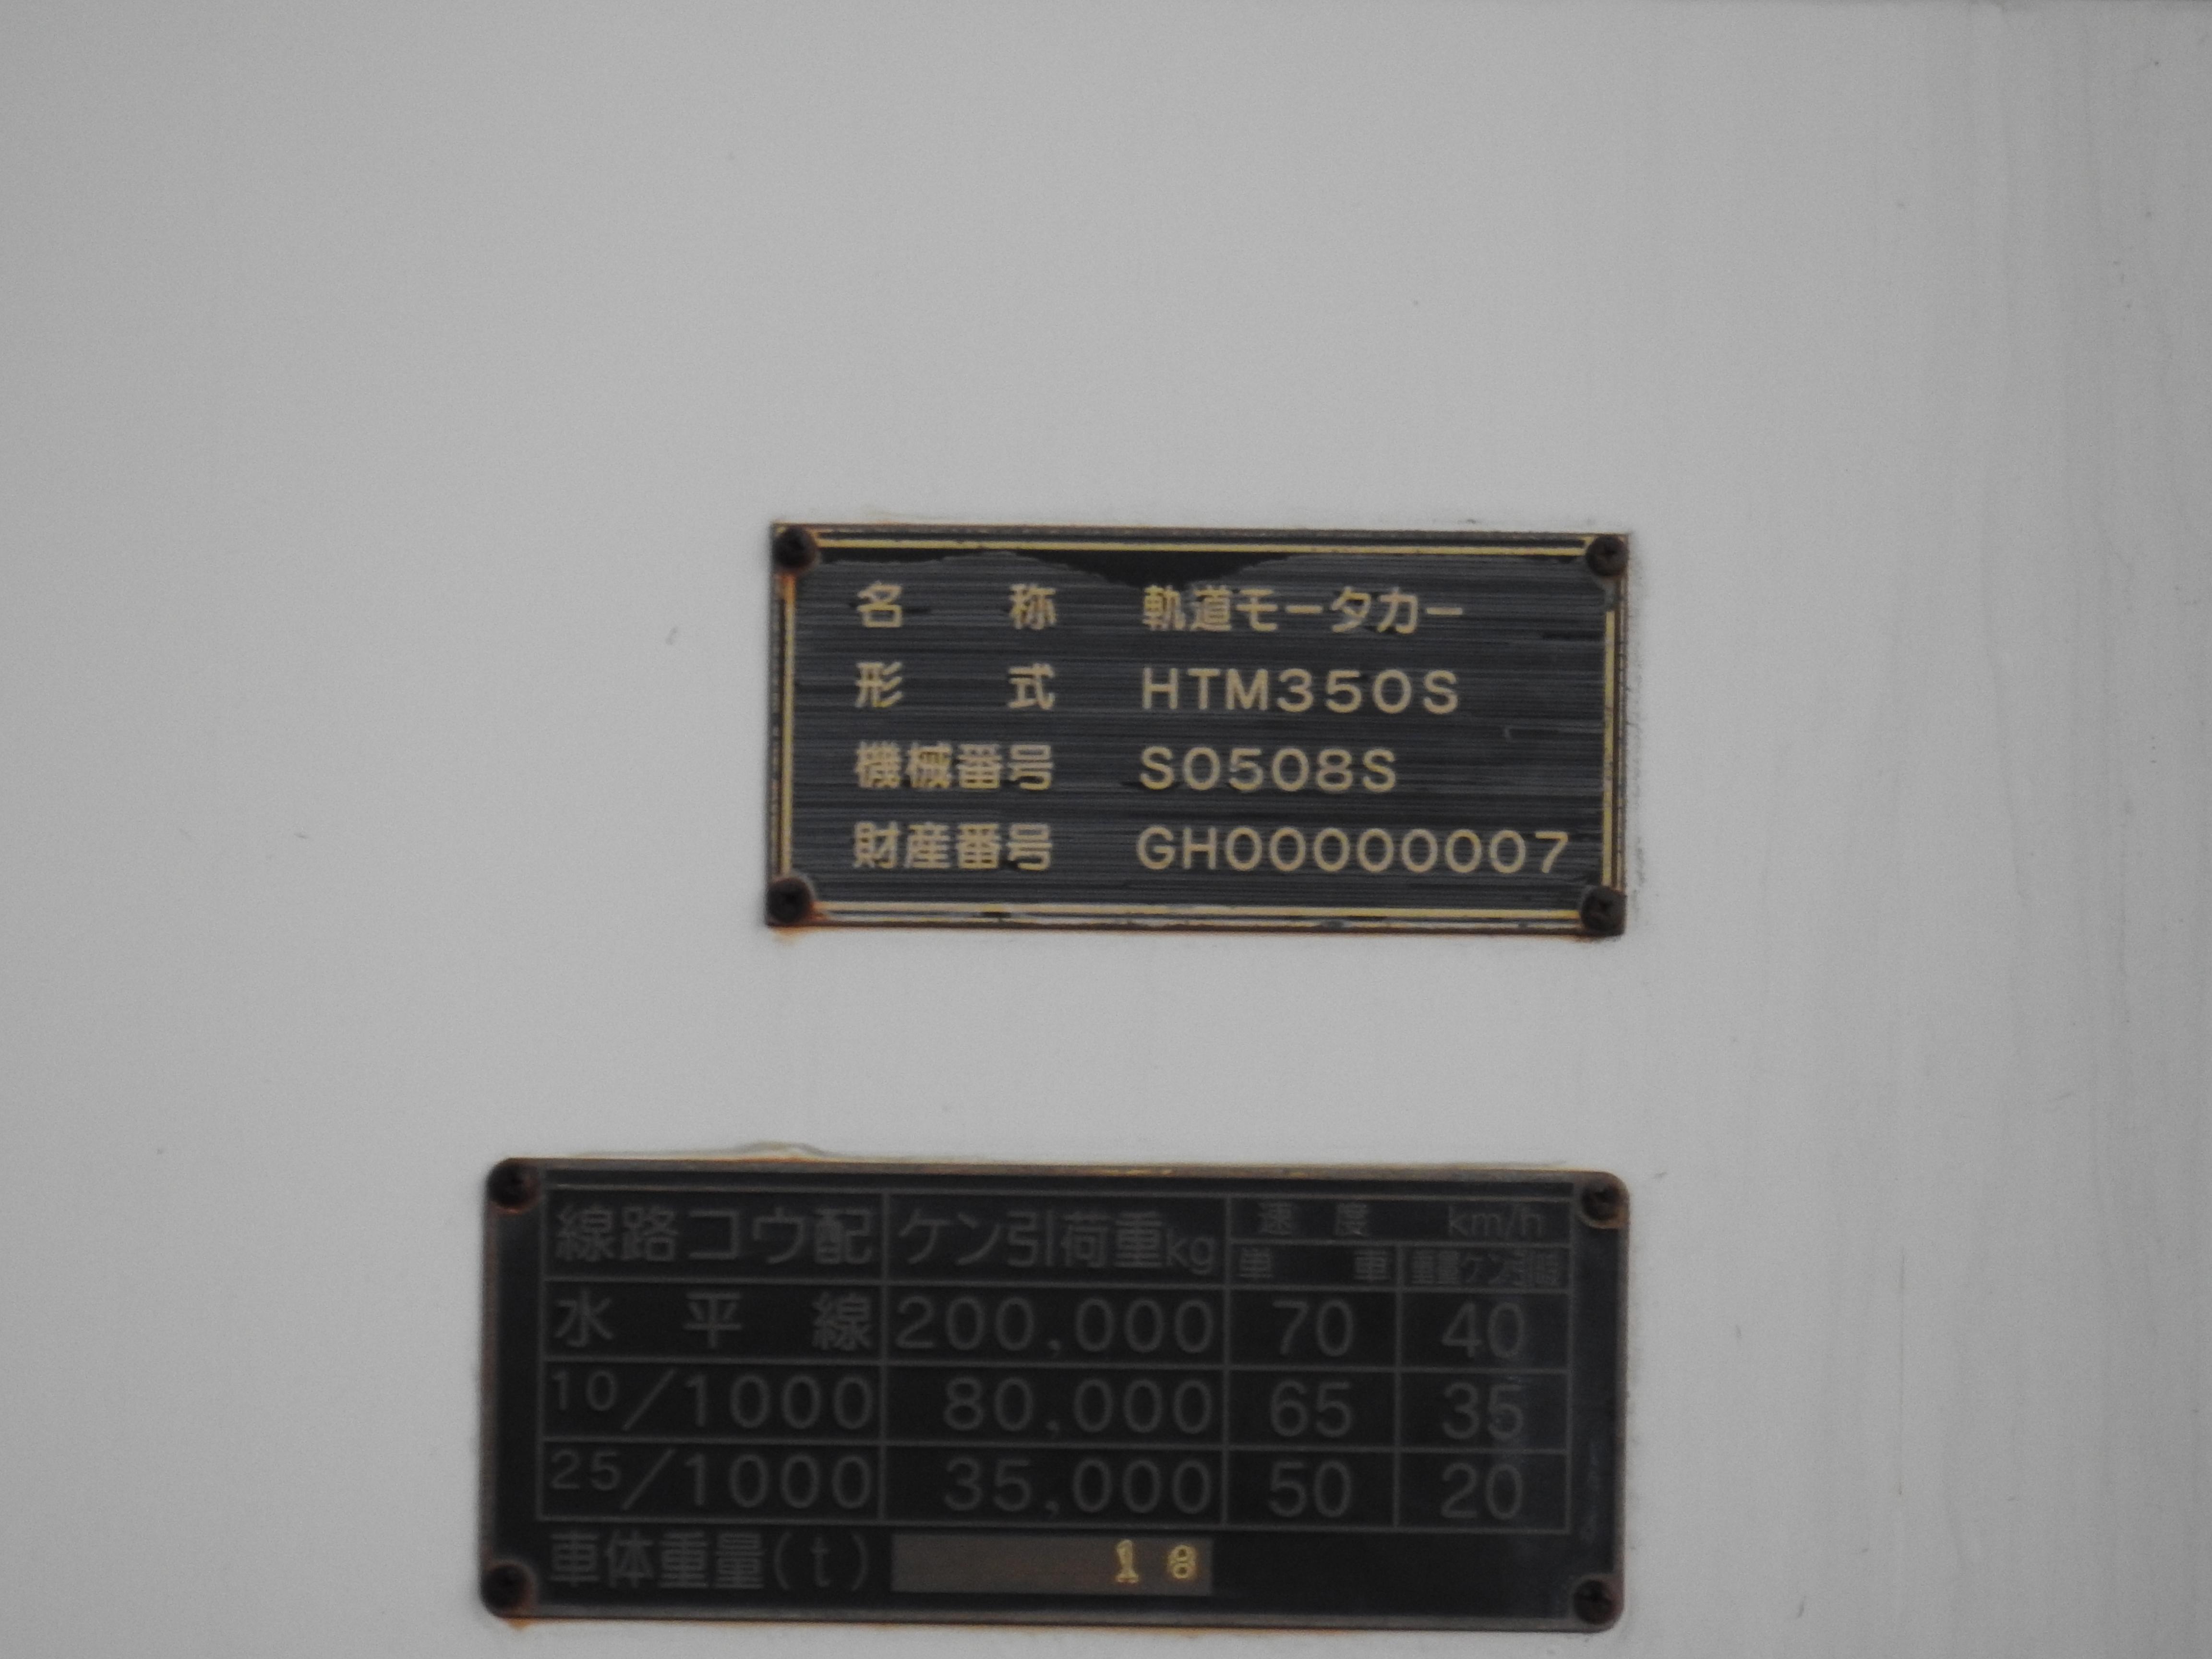 名称 軌道モータカー
形式 HTM350S
機械番号 S0508S
財産番号 GH00000007
線路コウ配 ケン引荷重kg 速度 km/h
単車 重量ケン引時
水平線 200,000 70 40
10/1000 80,000 65 35
25/1000 35,000 50 20
車体重量(t) 18